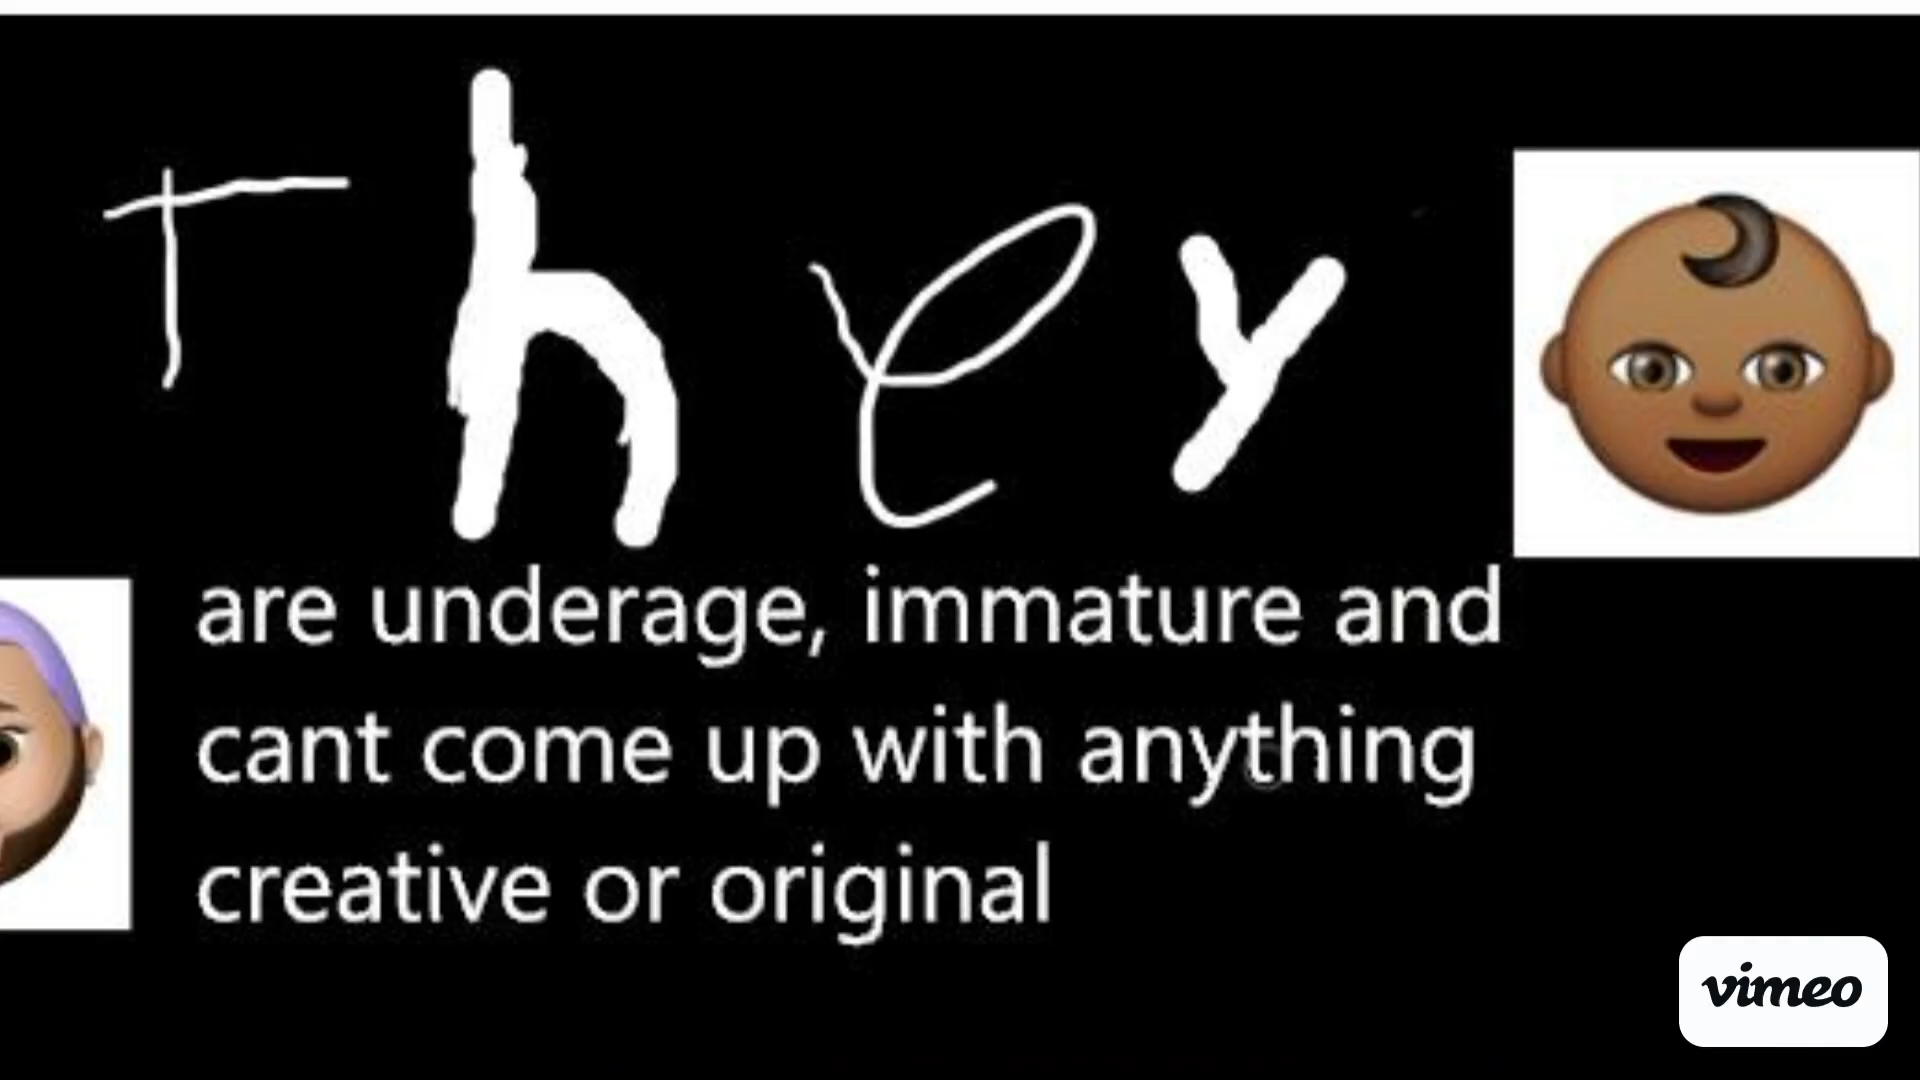 They
are underage, immature and
cant come up with anything
creative or original
vimeo